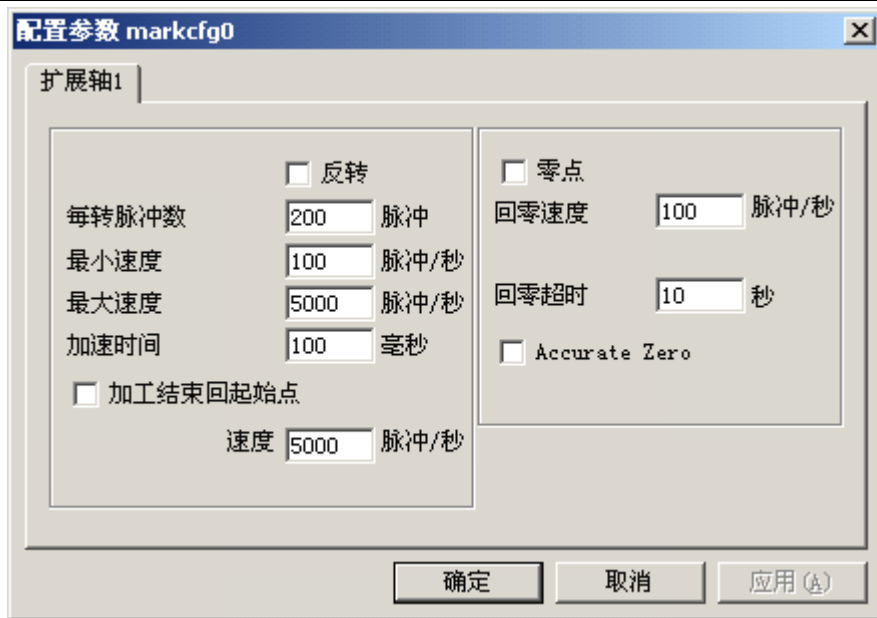 配置参数 markcfg0
扩展轴1
反转
每转脉冲数 200 脉冲
最小速度 100 脉冲/秒
最大速度 5000 脉冲/秒
加速时间 100 毫秒
加工结束回起始点
速度 5000 脉冲/秒
零点
回零速度 100 脉冲/秒
回零超时 10 秒
Accurate Zero
确定 取消 应用(A)